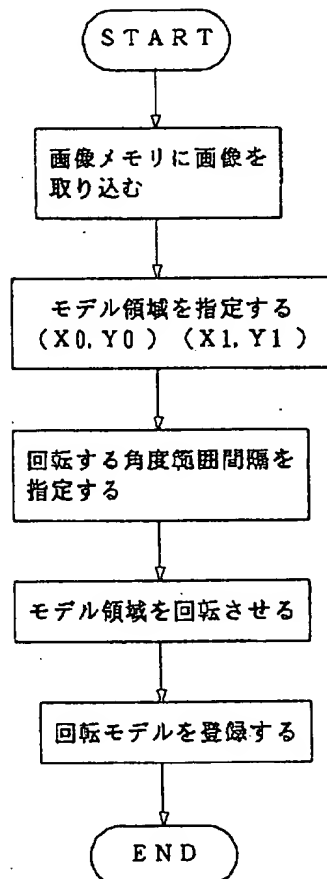 START
画像メモリに画像を
取り込む
モデル領域を指定する
(X0, Y0) (X1, Y1)
回転する角度範囲間隔を
指定する
モデル領域を回転させる
回転モデルを登録する
END